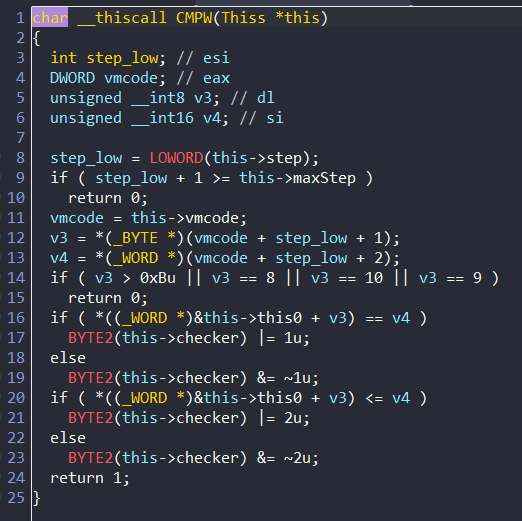 1 char __thiscall CMPW(Thiss *this)
2 {
3 int step_low; // esi
4 DWORD vmcode; // eax
5 unsigned __int8 v3; // dl
6 unsigned __int16 v4; // si
7
8 step_low = LOWORD(this->step);
9 if ( step_low + 1 >= this->maxStep )
10 return 0;
11 vmcode = this->vmcode;
12 v3 = *(_BYTE *)(vmcode + step_low + 1);
13 v4 = *(_WORD *)(vmcode + step_low + 2);
14 if ( v3 > 0xBu || v3 == 8 || v3 == 10 || v3 == 9 )
15 return 0;
16 if ( *((_WORD *)&this->this0 + v3) == v4 )
17 BYTE2(this->checker) |= 1u;
18 else
19 BYTE2(this->checker) &= ~1u;
20 if ( *((_WORD *)&this->this0 + v3) <= v4 )
21 BYTE2(this->checker) |= 2u;
22 else
23 BYTE2(this->checker) &= ~2u;
24 return 1;
25 }